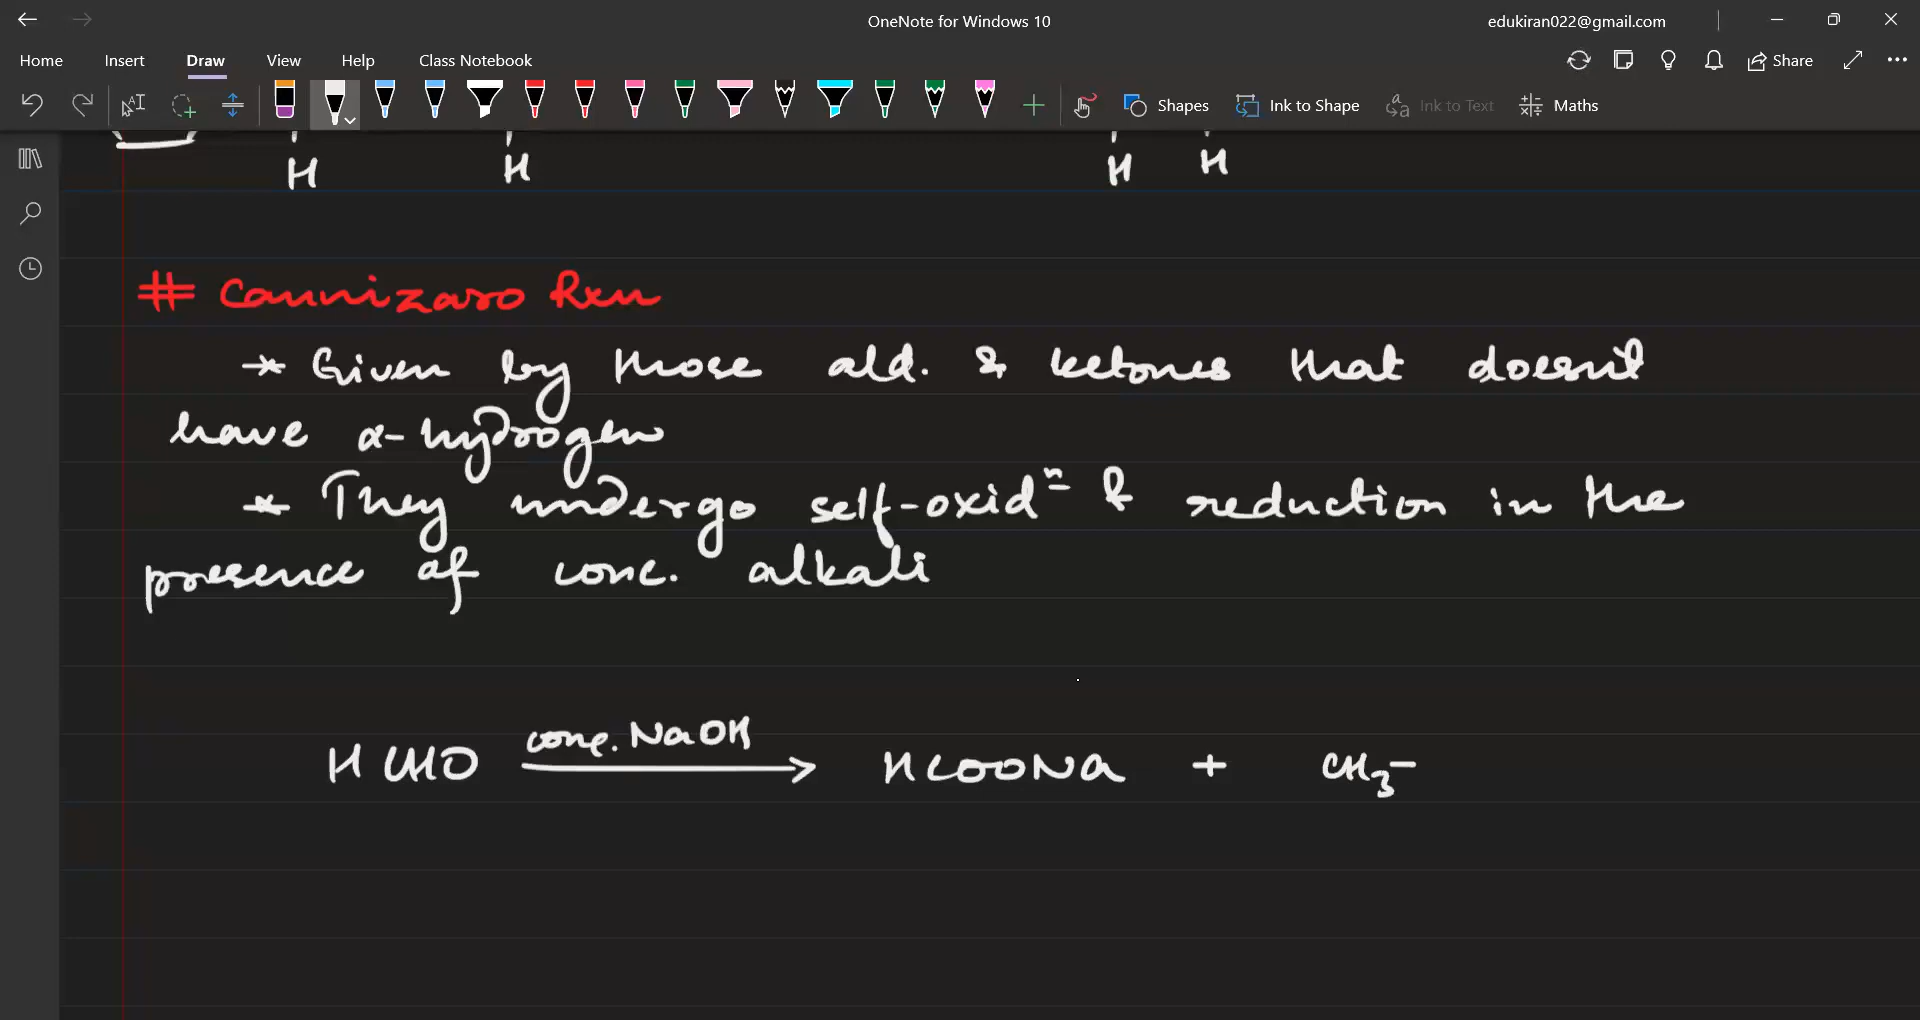 OneNote for Windows 10
edukiran022@gmail.com
Home Insert Draw View Help Class Notebook
Share
Shapes Ink to Shape Ink to Text Maths
H H H H
# Cannizaro Rxn
* Given by those ald. & ketones that doesn't
have α-hydrogen
* They undergo self-oxidⁿ & reduction in the
presence of conc. alkali
conc. NaOH
HCHO ⟶ HCOONa + CH₃-